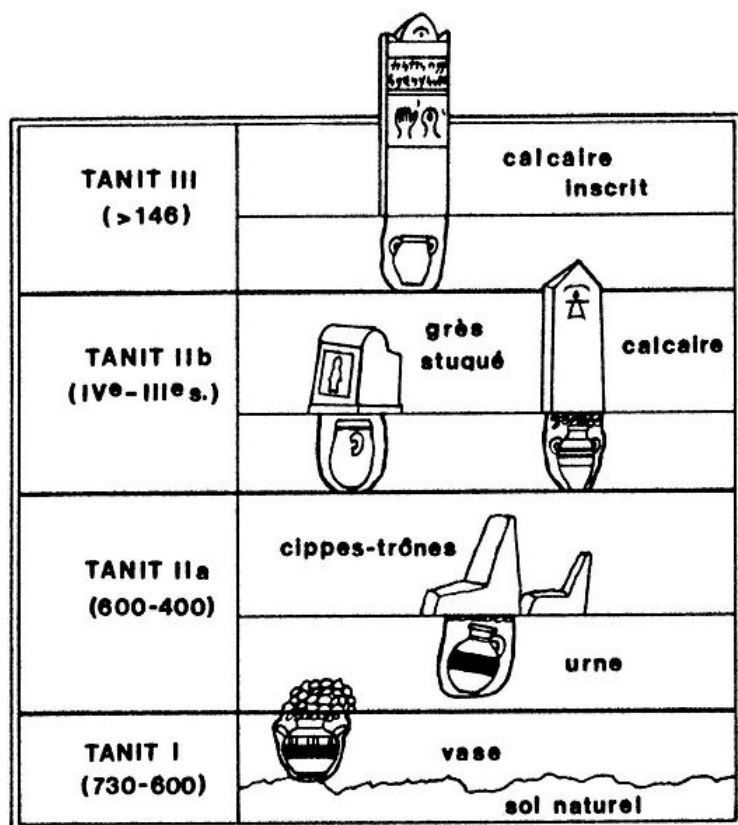 TANIT III
(>146)
calcaire
inscrit
TANIT IIb
(IVe-IIIe s.)
grès
stuqué
calcaire
TANIT IIa
(600-400)
cippes-trônes
urne
TANIT I
(730-600)
vase
sol naturel